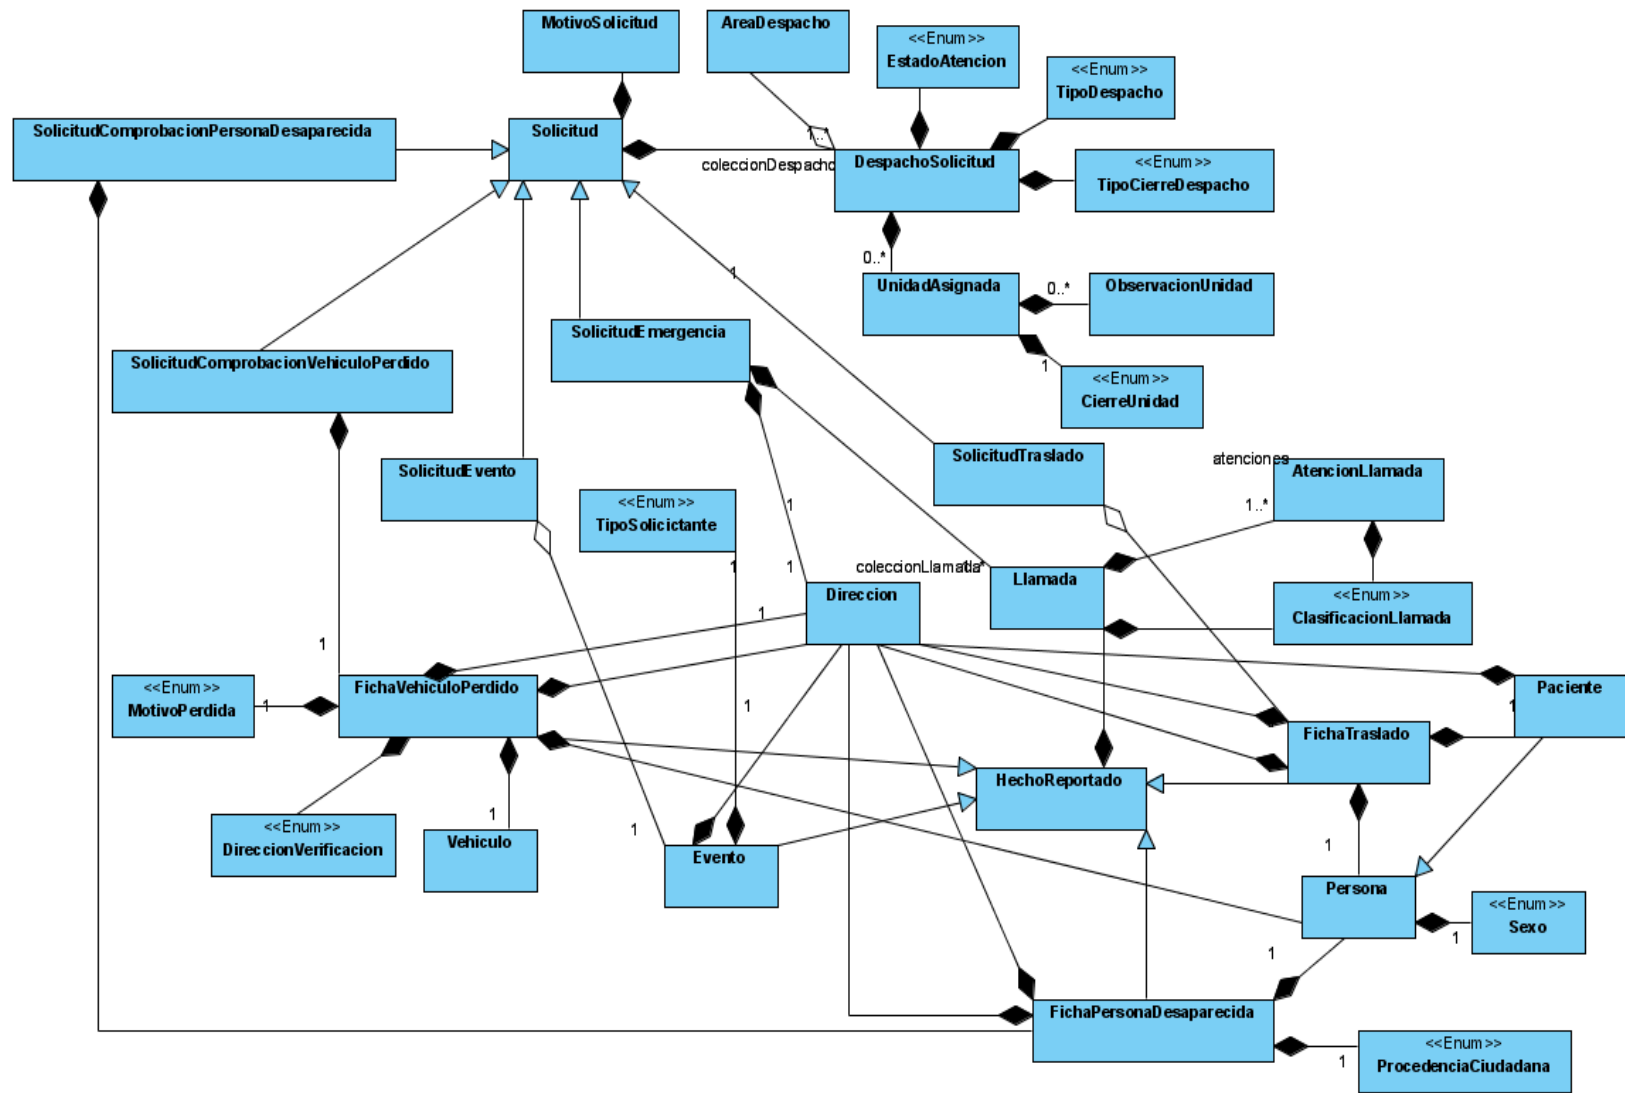 MotivoSolicitud
AreaDespacho
<<Enum>>
EstadoAtencion
<<Enum>>
TipoDespacho
SolicitudComprobacionPersonaDesaparecida
Solicitud
1..*
coleccionDespacho
DespachoSolicitud
<<Enum>>
TipoCierreDespacho
0..*
1
UnidadAsignada
0..*
ObservacionUnidad
SolicitudEmergencia
SolicitudComprobacionVehiculoPerdido
1
<<Enum>>
CierreUnidad
SolicitudEvento
SolicitudTraslado
atenciones
AtencionLlamada
1..*
<<Enum>>
TipoSolicictante
1
1
1
coleccionLlamada
Llamada
Direccion
<<Enum>>
ClasificacionLlamada
1
1
<<Enum>>
MotivoPerdida
1
FichaVehiculoPerdido
1
Paciente
1
FichaTraslado
HechoReportado
<<Enum>>
DireccionVerificacion
1
Vehiculo
1
Evento
1
Persona
<<Enum>>
Sexo
1
1
FichaPersonaDesaparecida
1
<<Enum>>
ProcedenciaCiudadana